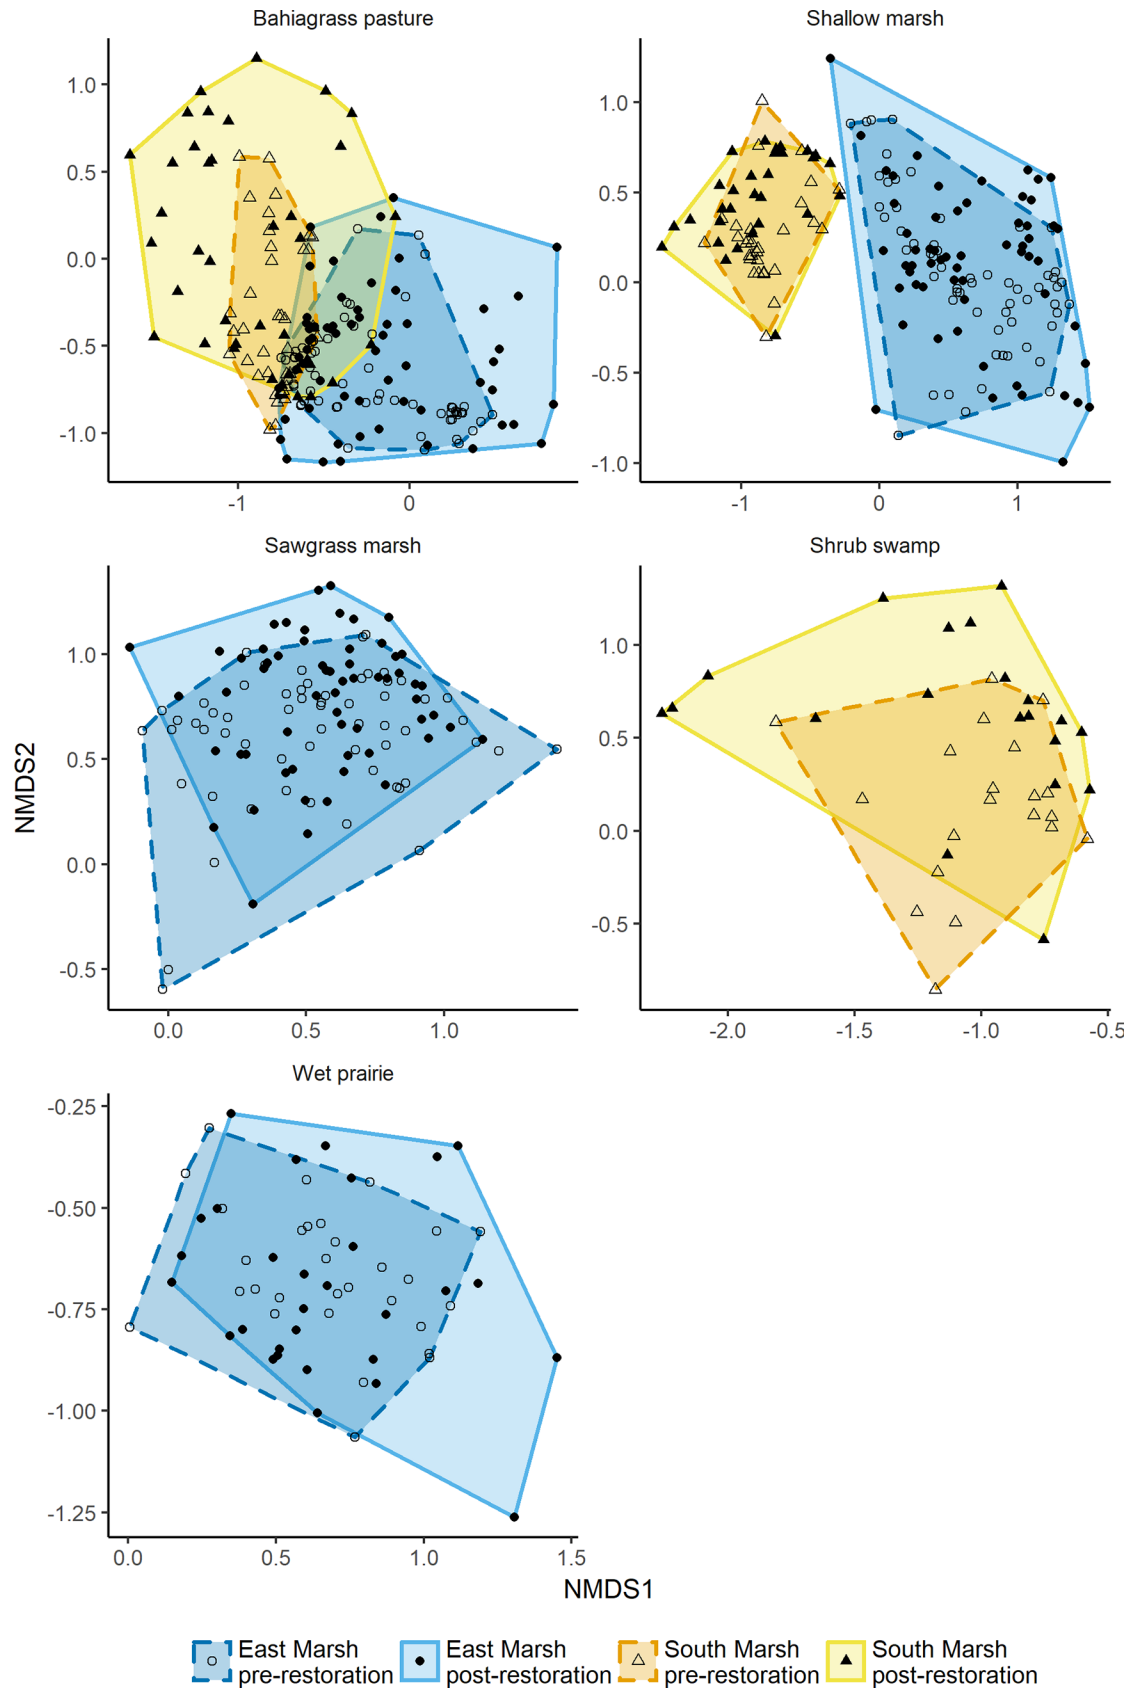 Bahiagrass pasture
Shallow marsh
1.0
0.5
0.0
-0.5
-1.0
-1
0
1.0
0.5
0.0
-0.5
-1.0
-1
0
1
Sawgrass marsh
Shrub swamp
1.0
0.5
0.0
-0.5
0.0
0.5
1.0
1.0
0.5
0.0
-0.5
-2.0
-1.5
-1.0
-0.5
NMDS2
Wet prairie
-0.25
-0.50
-0.75
-1.00
-1.25
0.0
0.5
1.0
1.5
NMDS1
East Marsh
pre-restoration
East Marsh
post-restoration
South Marsh
pre-restoration
South Marsh
post-restoration